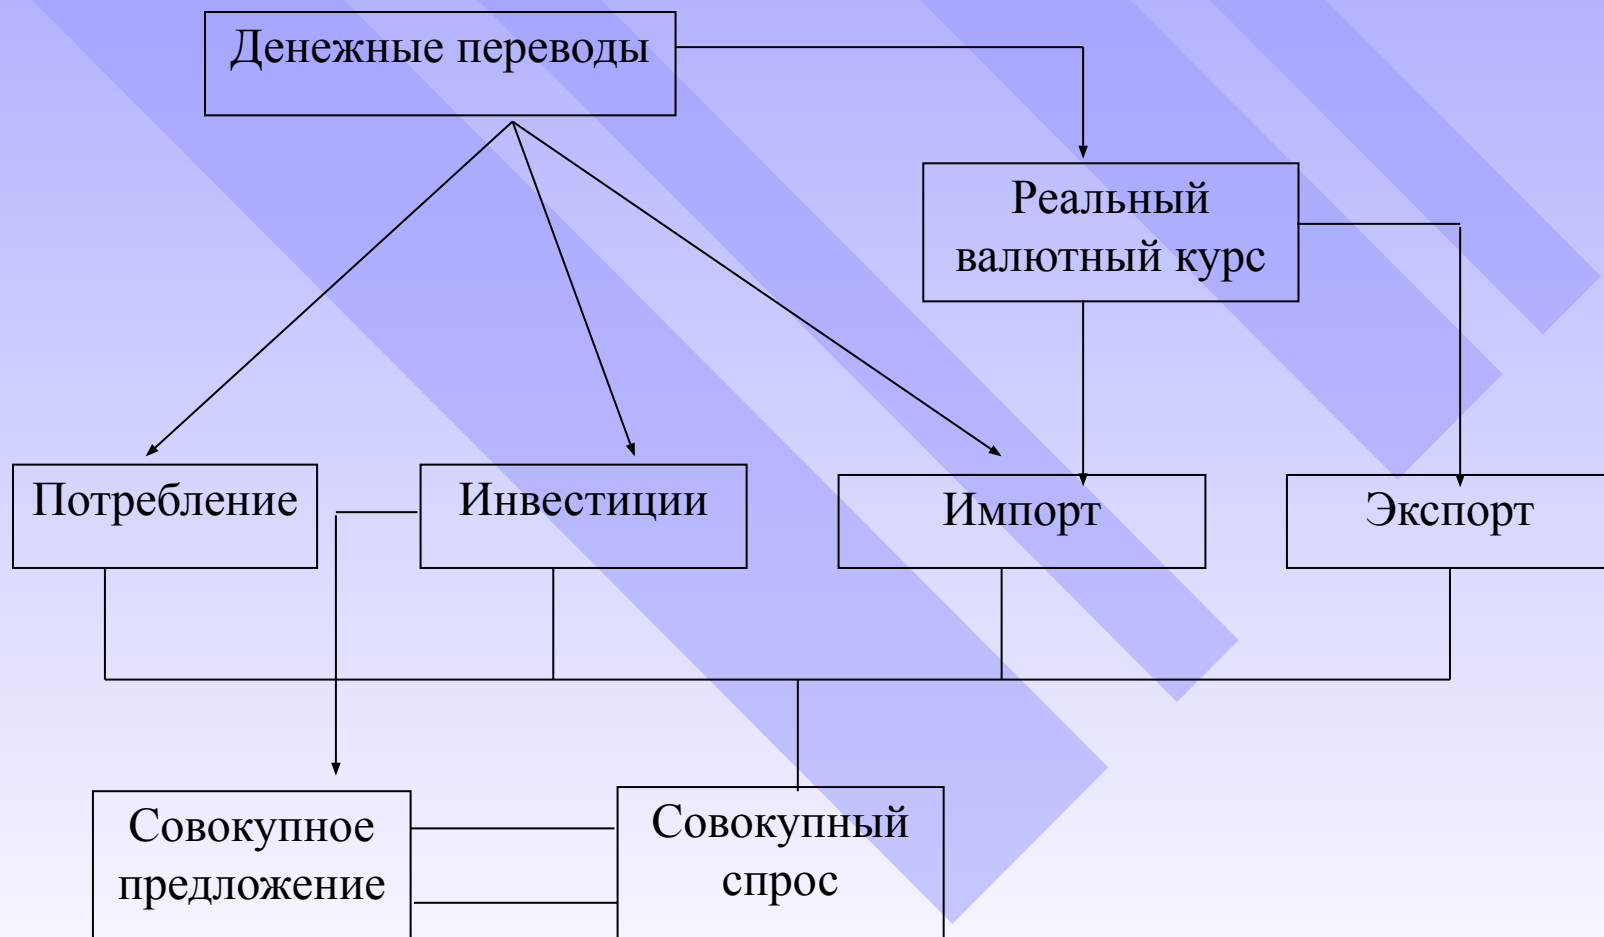 Денежные переводы
Реальный
валютный курс
Потребление
Инвестиции
Импорт
Экспорт
Совокупное
предложение
Совокупный
спрос